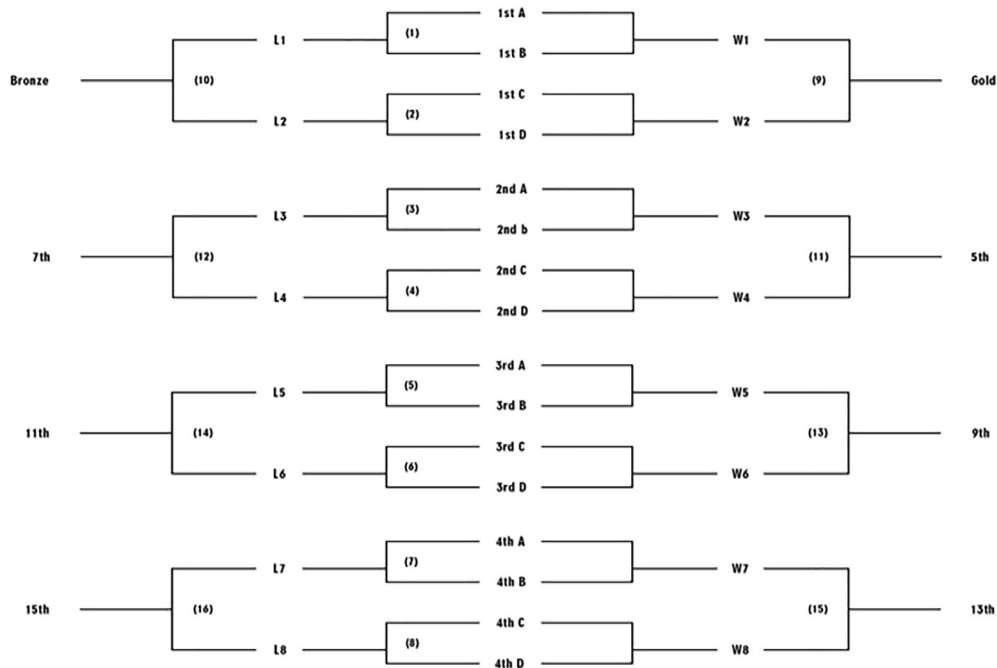 1st A
L1 (1) W1
1st B
Bronze (10) (9) Gold
1st C
L2 (2) W2
1st D
2nd A
L3 (3) W3
2nd b
7th (12) (11) 5th
2nd C
L4 (4) W4
2nd D
3rd A
L5 (5) W5
3rd B
11th (14) (13) 9th
3rd C
L6 (6) W6
3rd D
4th A
L7 (7) W7
4th B
15th (16) (15) 13th
4th C
L8 (8) W8
4th D